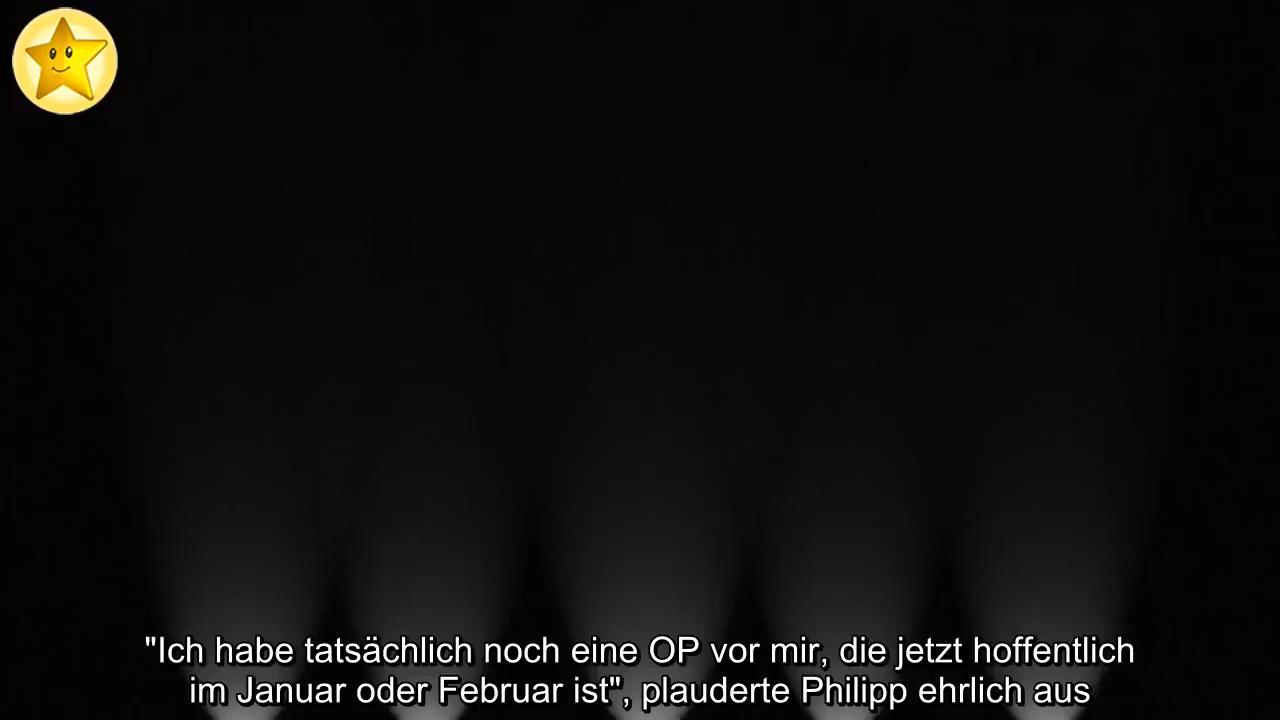 "Ich habe tatsächlich noch eine OP vor mir, die jetzt hoffentlich
im Januar oder Februar ist", plauderte Philipp ehrlich aus